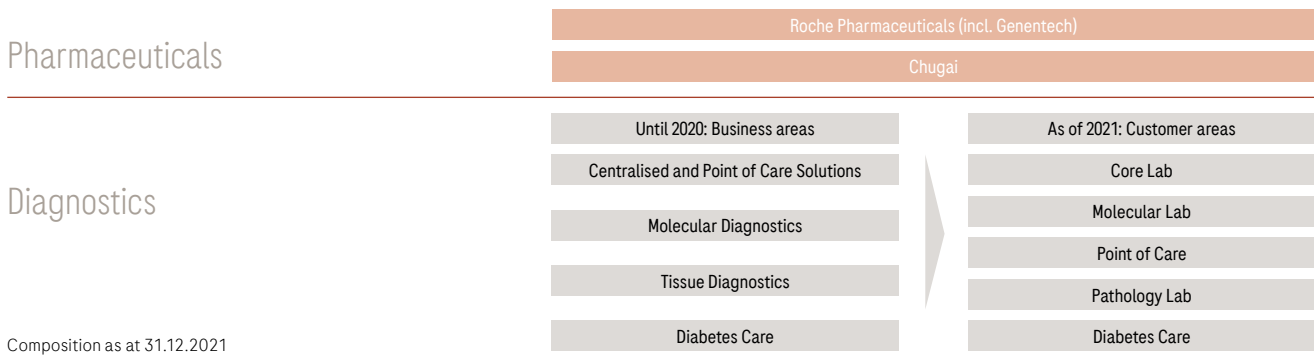 Pharmaceuticals
Roche Pharmaceuticals (incl. Genentech)
Chugai
Diagnostics
Until 2020: Business areas
Centralised and Point of Care Solutions
Molecular Diagnostics
Tissue Diagnostics
Diabetes Care
As of 2021: Customer areas
Core Lab
Molecular Lab
Point of Care
Pathology Lab
Diabetes Care
Composition as at 31.12.2021